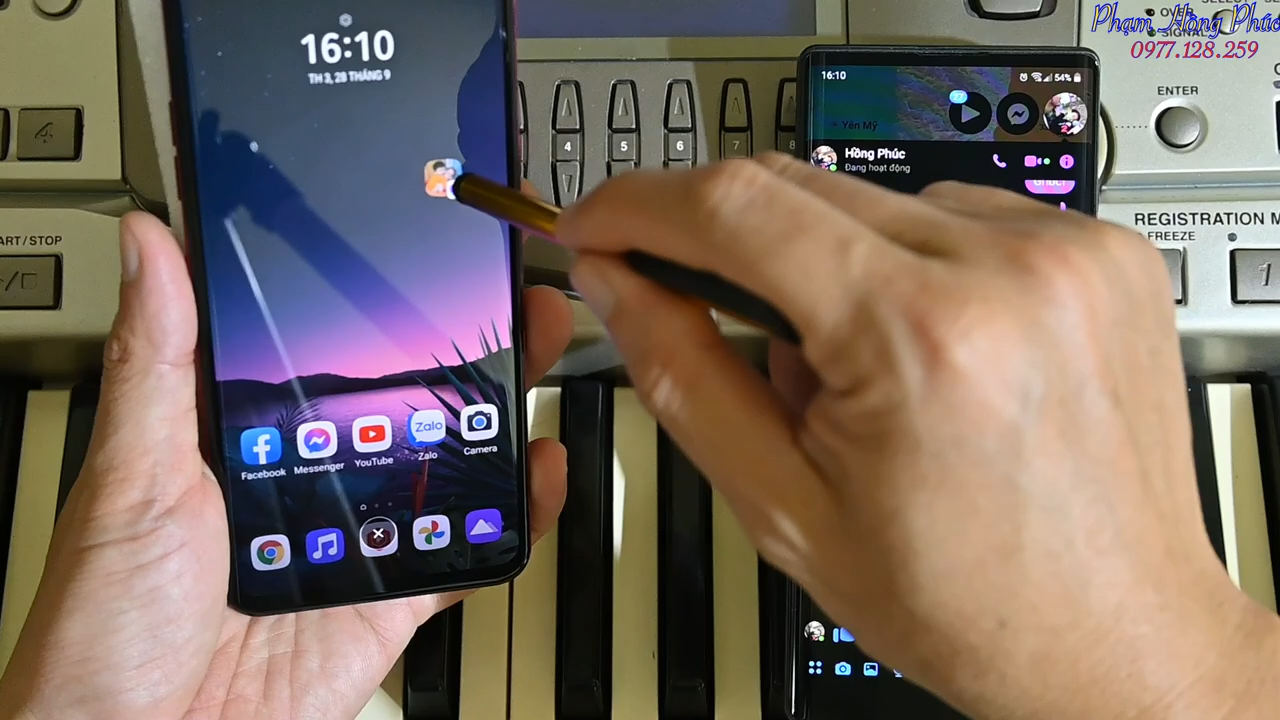 Phạm Hồng Phúc
0977.128.259
16:10
TH 3, 28 THÁNG 9
Facebook
Messenger
YouTube
Zalo
Zalo
Camera
16:10
54%
Yên Mỹ
Hồng Phúc
Đang hoạt động
4
5
6
7
8
ART/STOP
OVER
SIGNAL
ENTER
REGISTRATION M
FREEZE
1